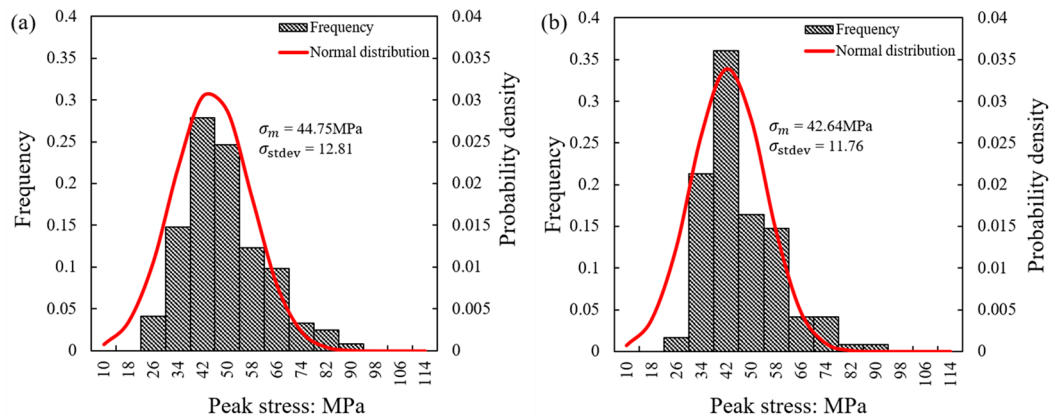 (a)
0.4
0.35
0.3
0.25
0.2
0.15
0.1
0.05
0
Frequency
Frequency
Normal distribution
σm = 44.75MPa
σstdev = 12.81
0.04
0.035
0.03
0.025
0.02
0.015
0.01
0.005
0
Probability density
10 18 26 34 42 50 58 66 74 82 90 98 106 114
Peak stress: MPa
(b)
0.4
0.35
0.3
0.25
0.2
0.15
0.1
0.05
0
Frequency
Frequency
Normal distribution
σm = 42.64MPa
σstdev = 11.76
0.04
0.035
0.03
0.025
0.02
0.015
0.01
0.005
0
Probability density
10 18 26 34 42 50 58 66 74 82 90 98 106 114
Peak stress: MPa